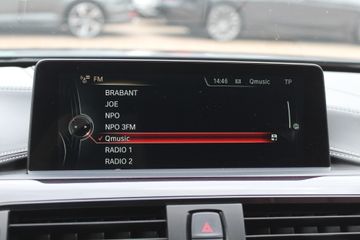 FM
14:46 Qmusic TP
BRABANT
JOE
NPO
NPO 3FM
Qmusic
RADIO 1
RADIO 2